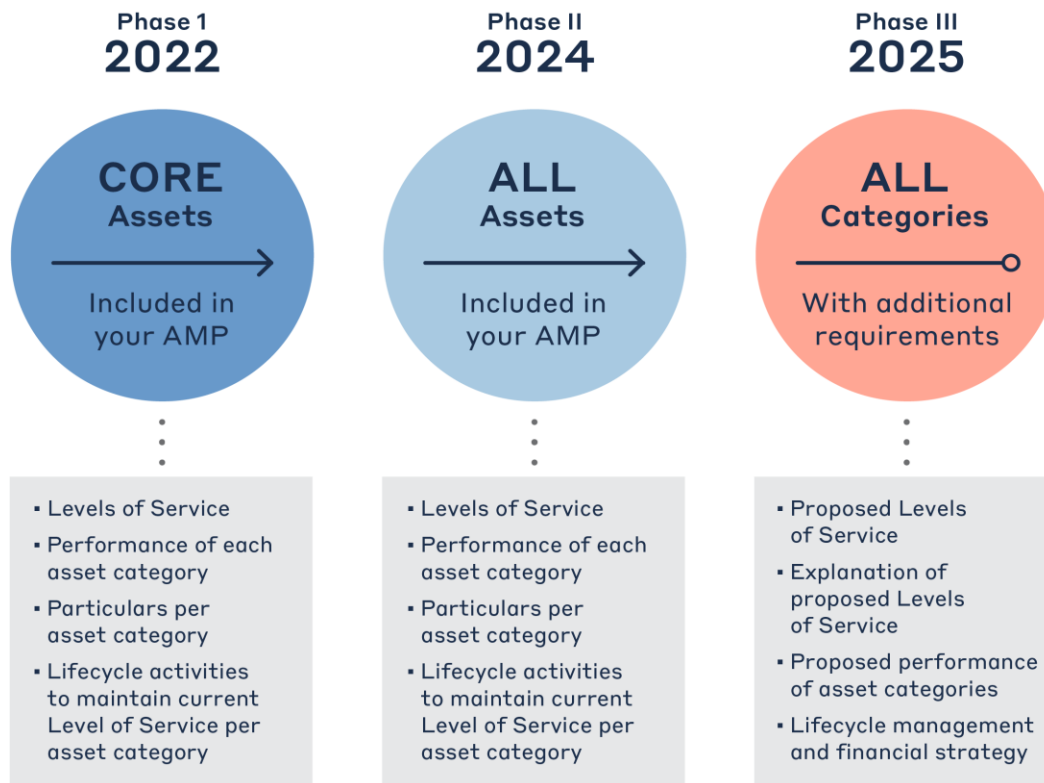 Phase 1
2022
CORE
Assets
Included in
your AMP
▪ Levels of Service
▪ Performance of each
asset category
▪ Particulars per
asset category
▪ Lifecycle activities
to maintain current
Level of Service per
asset category
Phase II
2024
ALL
Assets
Included in
your AMP
▪ Levels of Service
▪ Performance of each
asset category
▪ Particulars per
asset category
▪ Lifecycle activities
to maintain current
Level of Service per
asset category
Phase III
2025
ALL
Categories
With additional
requirements
▪ Proposed Levels
of Service
▪ Explanation of
proposed Levels
of Service
▪ Proposed performance
of asset categories
▪ Lifecycle management
and financial strategy